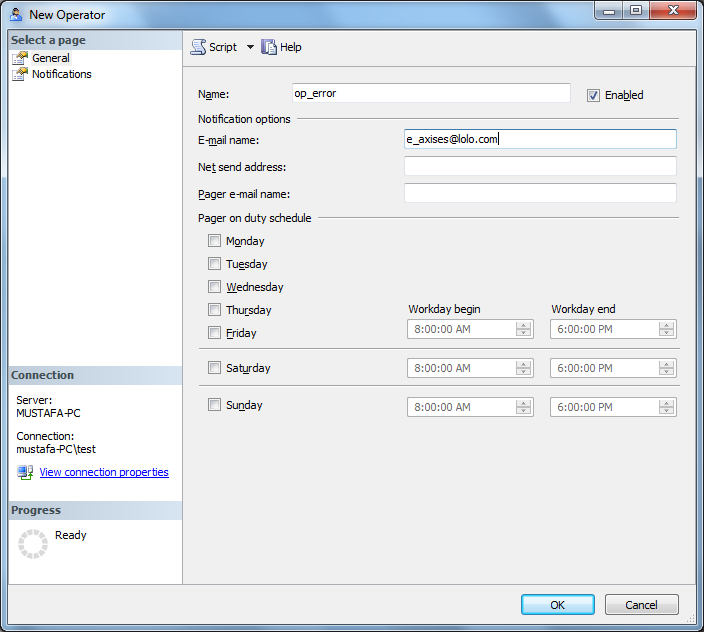 New Operator
Select a page
General
Notifications
Script Help
Name: op_error Enabled
Notification options
E-mail name: e_axises@lolo.com
Net send address:
Pager e-mail name:
Pager on duty schedule
Monday
Tuesday
Wednesday
Thursday Workday begin Workday end
Friday 8:00:00 AM 6:00:00 PM
Saturday 8:00:00 AM 6:00:00 PM
Sunday 8:00:00 AM 6:00:00 PM
Connection
Server:
MUSTAFA-PC
Connection:
mustafa-PC\test
View connection properties
Progress
Ready
OK Cancel